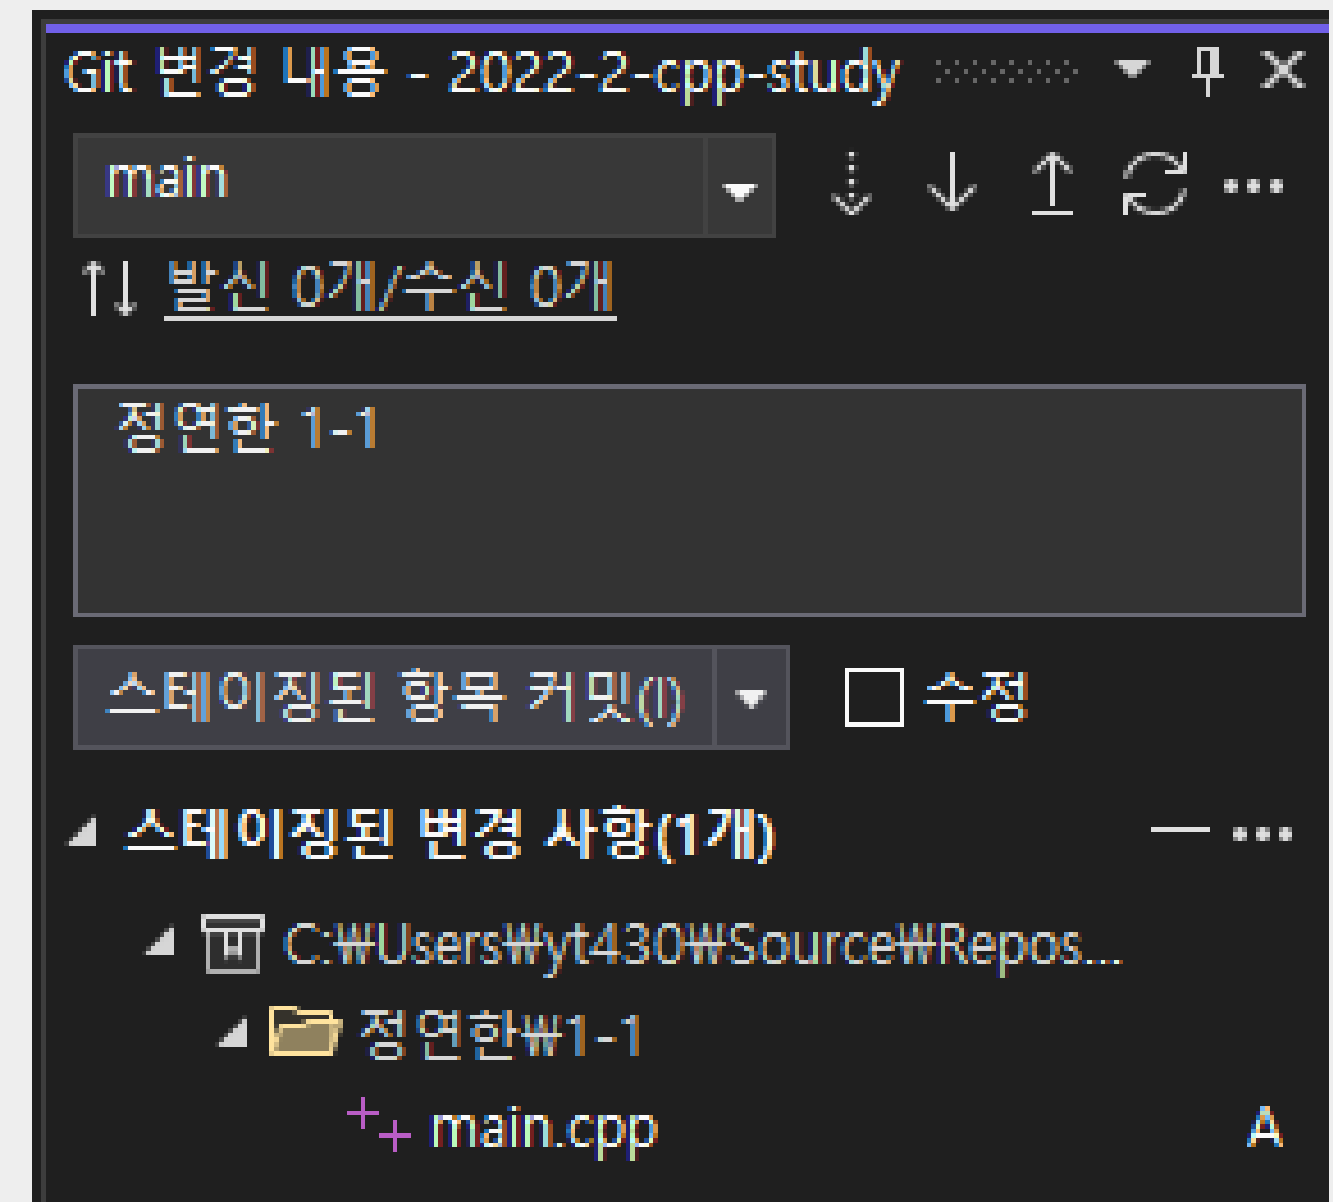 Git 변경 내용 - 2022-2-cpp-study
main
발신 0개/수신 0개
정연한 1-1
스테이징된 항목 커밋(I) 수정
스테이징된 변경 사항(1개)
C:₩Users₩yt430₩Source₩Repos...
정연한₩1-1
main.cpp A